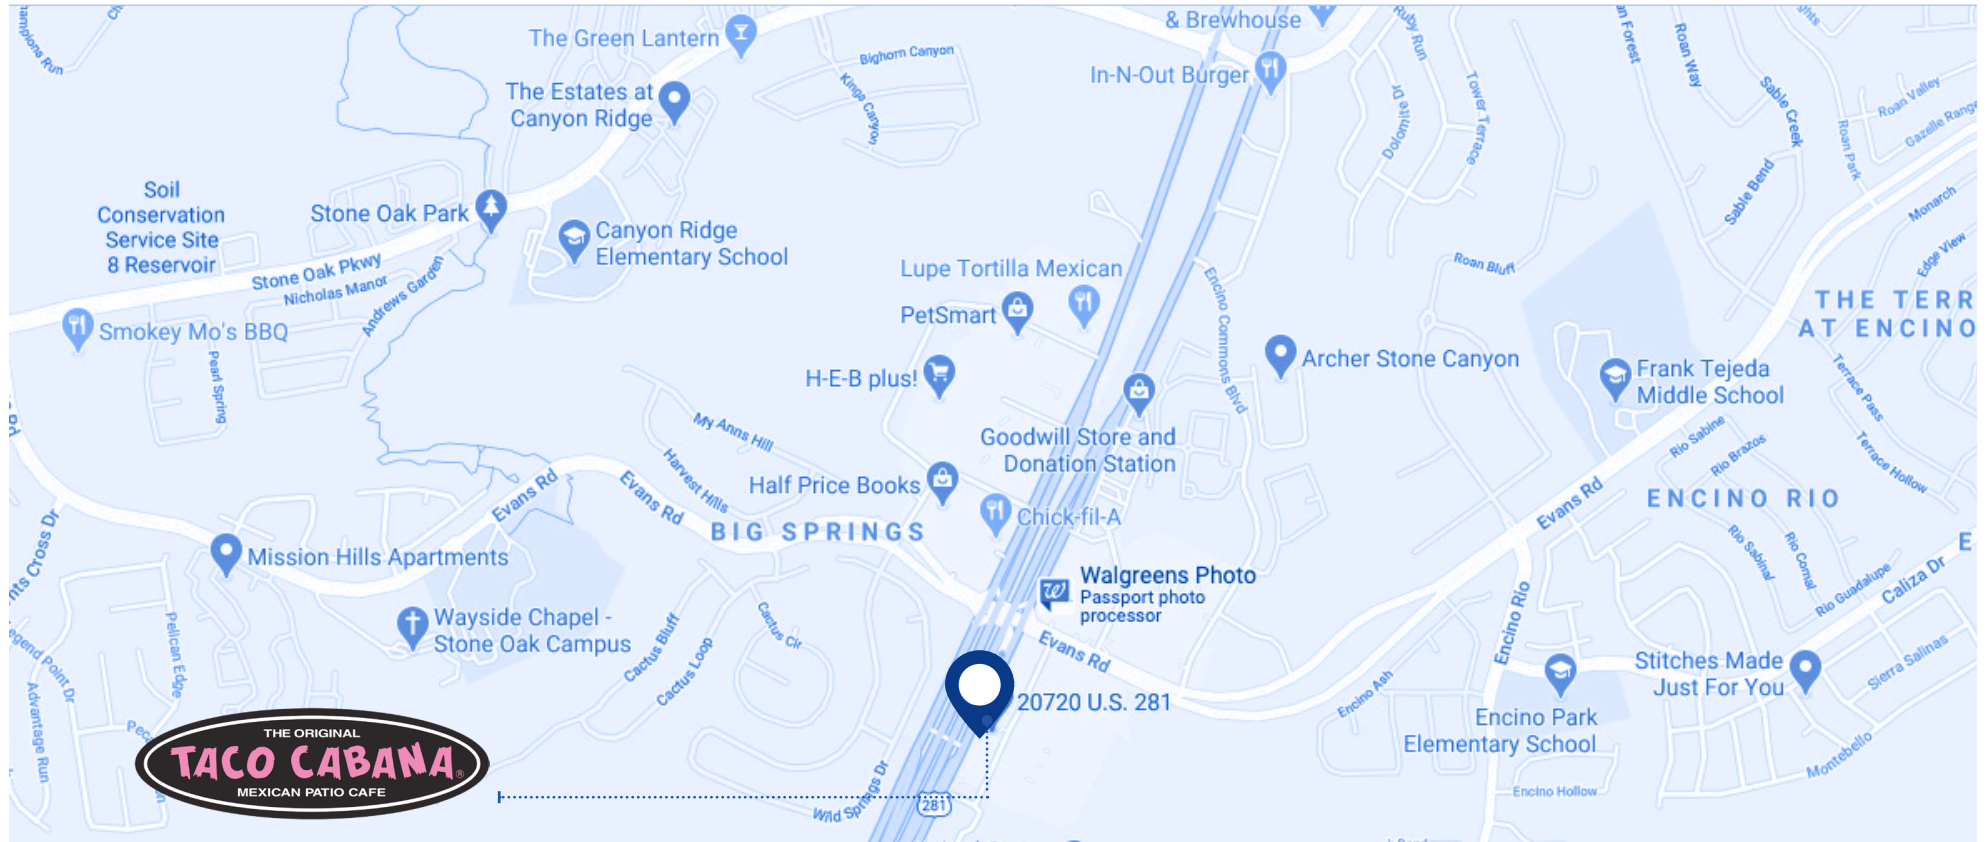 & Brewhouse
The Green Lantern
Bighorn Canyon
Kings Canyon
In-N-Out Burger
Ruby Run
Dolomite Dr
Tower Terrace
Roan Way
Sable Creek
Roan Valley
Gazelle Range
Roan Park
Sable Bend
Monarch
Edge View
The Estates at
Canyon Ridge
Soil
Conservation
Service Site
8 Reservoir
Stone Oak Park
Canyon Ridge
Elementary School
Stone Oak Pkwy
Nicholas Manor
Andrews Garden
Smokey Mo's BBQ
Pearl Spring
Lupe Tortilla Mexican
PetSmart
H-E-B plus!
Encino Commons Blvd
Roan Bluff
Archer Stone Canyon
Frank Tejeda
Middle School
THE TERR
AT ENCINO
Terrace Pass
Terrace Hollow
My Anns Hill
Harvest Hills
Goodwill Store and
Donation Station
Half Price Books
Chick-fil-A
Evans Rd
Evans Rd
BIG SPRINGS
Rio Sabine
Rio Brazos
ENCINO RIO
Evans Rd
Rio Sabinal
Rio Comal
Rio Guadalupe
Caliza Dr
Mission Hills Apartments
Wayside Chapel -
Stone Oak Campus
Pelican Edge
Advantage Run
Cactus Bluff
Cactus Loop
Cactus Cir
Walgreens Photo
Passport photo
processor
Evans Rd
20720 U.S. 281
Encino Rio
Encino Ash
Encino Park
Elementary School
Stitches Made
Just For You
Sierra Salinas
Montebello
Encino Hollow
Wild Springs Dr
281
THE ORIGINAL
TACO CABANA®
MEXICAN PATIO CAFE